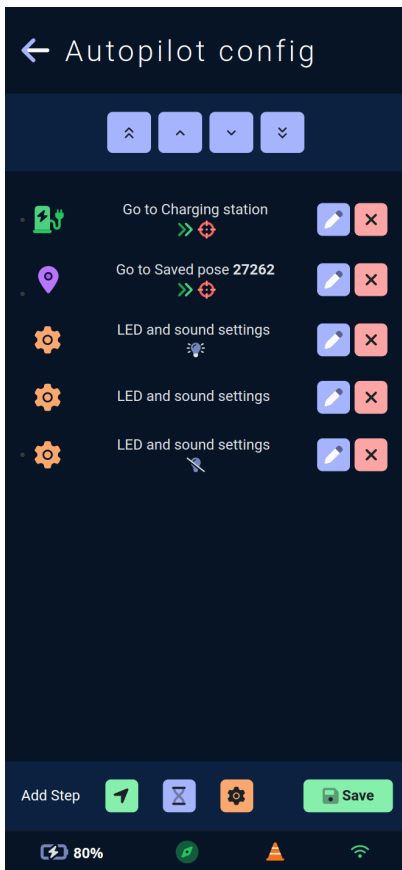 Autopilot config
Go to Charging station
Go to Saved pose 27262
LED and sound settings
LED and sound settings
LED and sound settings
Add Step
Save
80%